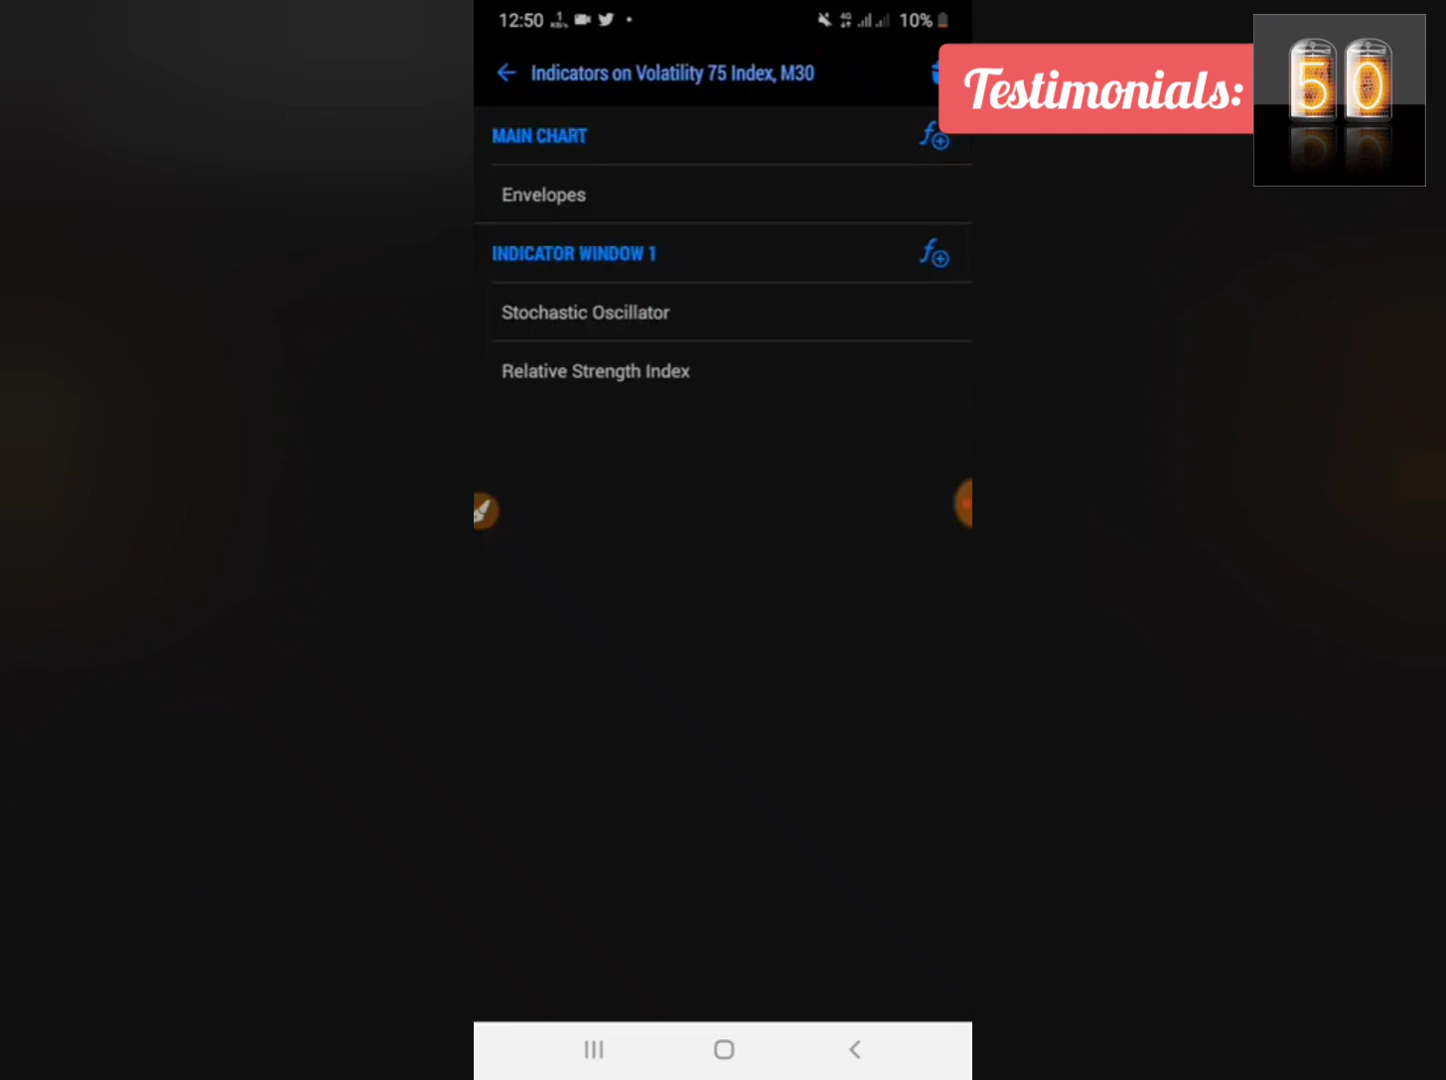 12:50
10%
Indicators on Volatility 75 Index, M30
Testimonials:
50
MAIN CHART
Envelopes
INDICATOR WINDOW 1
Stochastic Oscillator
Relative Strength Index